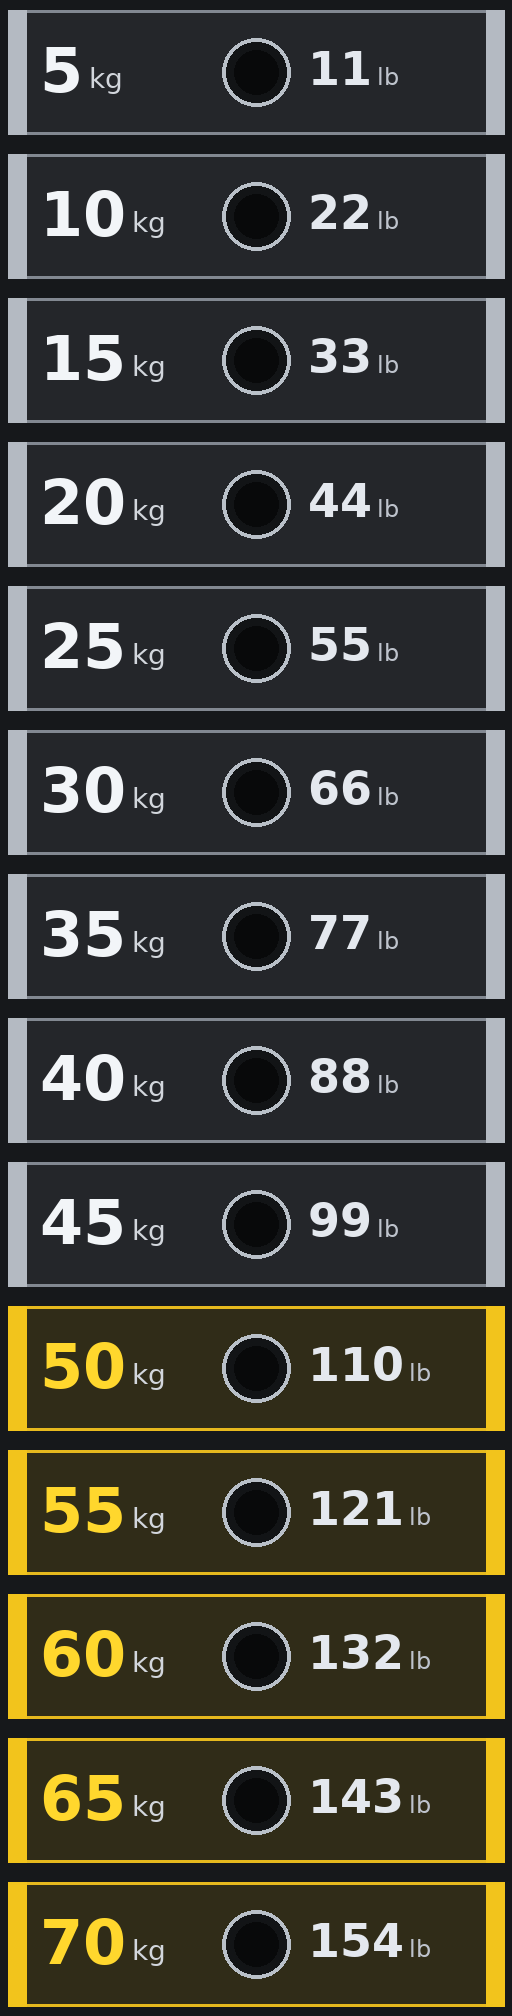 5 kg 11 lb
10 kg 22 lb
15 kg 33 lb
20 kg 44 lb
25 kg 55 lb
30 kg 66 lb
35 kg 77 lb
40 kg 88 lb
45 kg 99 lb
50 kg 110 lb
55 kg 121 lb
60 kg 132 lb
65 kg 143 lb
70 kg 154 lb